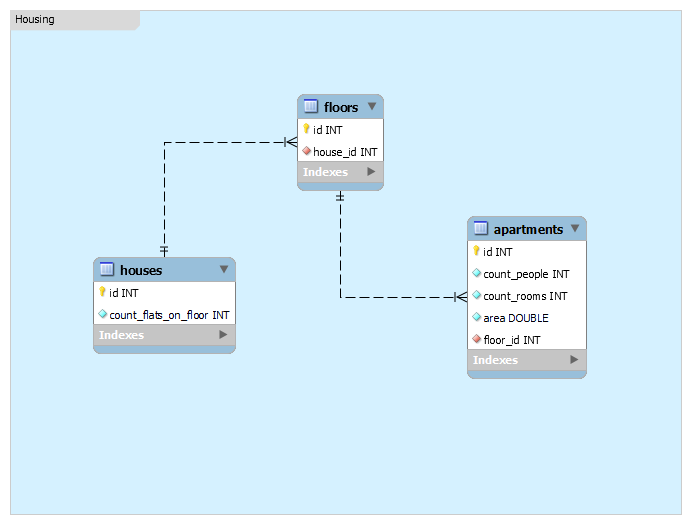 Housing
floors
id INT
house_id INT
Indexes
houses
id INT
count_flats_on_floor INT
Indexes
apartments
id INT
count_people INT
count_rooms INT
area DOUBLE
floor_id INT
Indexes